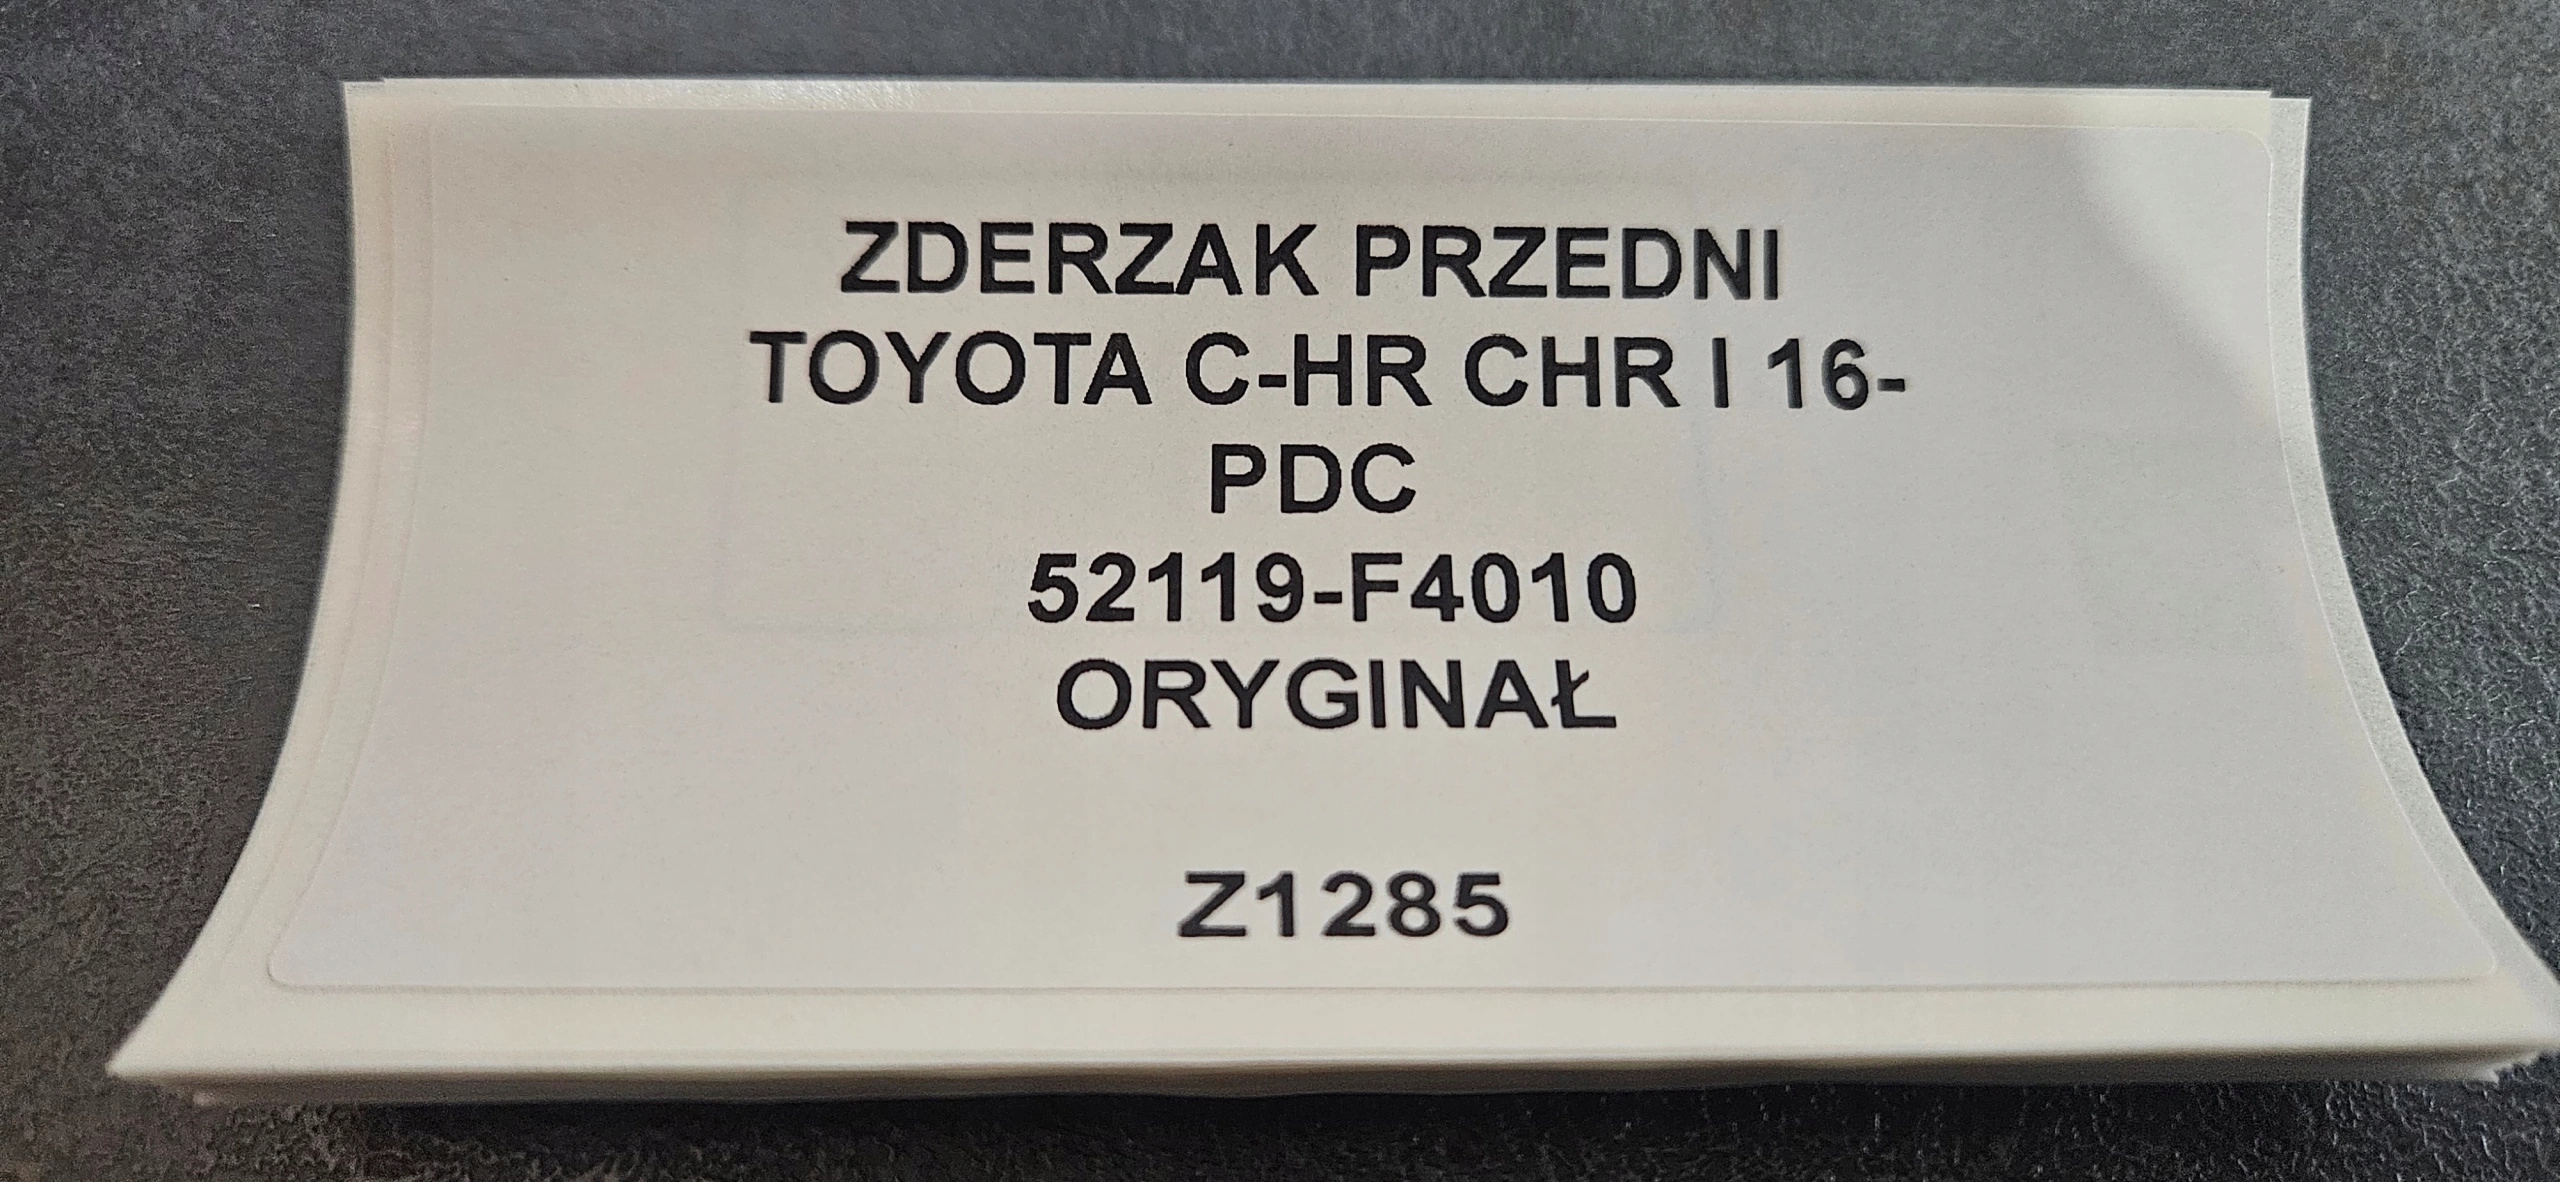 ZDERZAK PRZEDNI
TOYOTA C-HR CHR I 16-
PDC
52119-F4010
ORYGINAŁ
Z1285